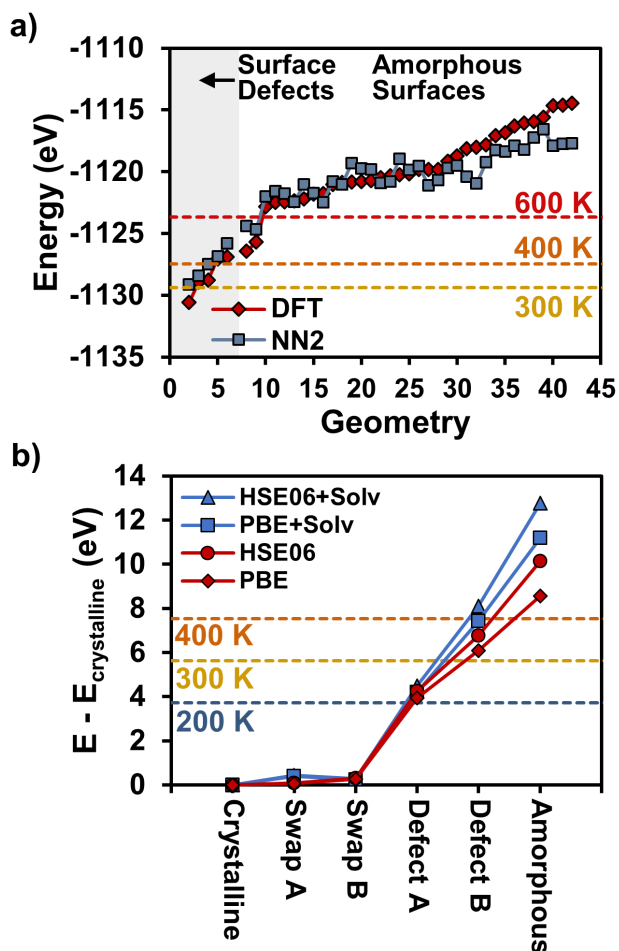 a)
-1110
-1115
-1120
-1125
-1130
-1135
Energy (eV)
Surface
Defects
Amorphous
Surfaces
600 K
400 K
300 K
DFT
NN2
0 5 10 15 20 25 30 35 40 45
Geometry
b)
14
12
10
8
6
4
2
0
E - Ecrystalline (eV)
HSE06+Solv
PBE+Solv
HSE06
PBE
400 K
300 K
200 K
Crystalline
Swap A
Swap B
Defect A
Defect B
Amorphous